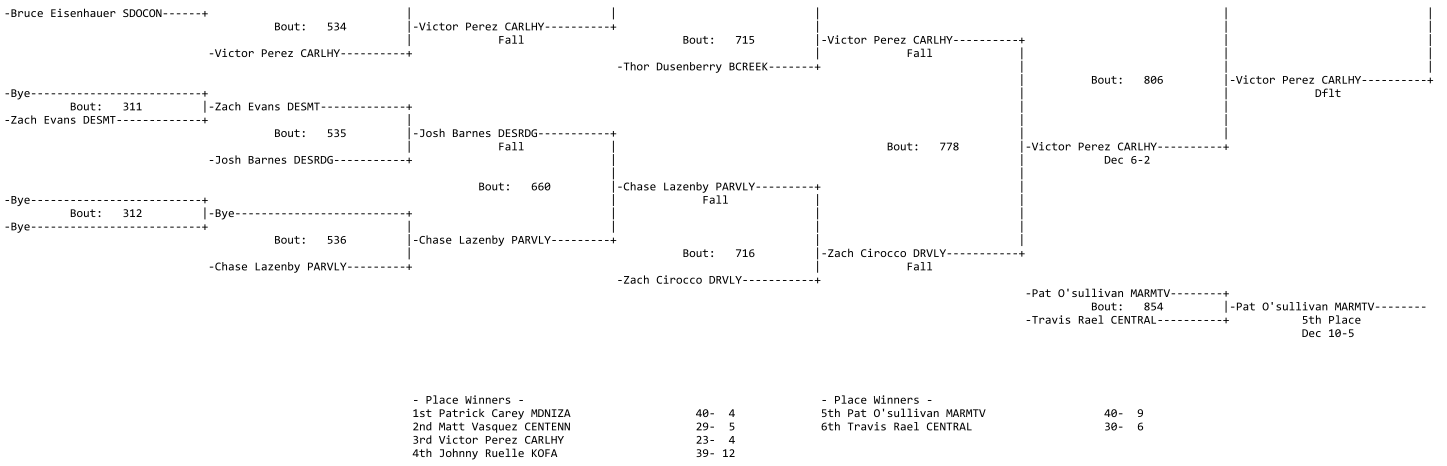 -Bruce Eisenhauer SDOCON------+ | | | | |
Bout: 534 |-Victor Perez CARLHY----------+ | | |
| Fall Bout: 715 |-Victor Perez CARLHY----------+ | |
-Victor Perez CARLHY----------+ | Fall | | |
-Thor Dusenberry BCREEK-------+ | | |
Bout: 806 |-Victor Perez CARLHY----------+
-Bye--------------------------+ | | Dflt
Bout: 311 |-Zach Evans DESMT-------------+ | |
-Zach Evans DESMT-------------+ | | |
Bout: 535 |-Josh Barnes DESRDG-----------+ | |
| Fall | Bout: 778 |-Victor Perez CARLHY----------+
-Josh Barnes DESRDG-----------+ | | Dec 6-2
Bout: 660 |-Chase Lazenby PARVLY---------+ |
-Bye--------------------------+ | Fall | |
Bout: 312 |-Bye--------------------------+ | | |
-Bye--------------------------+ | | | |
Bout: 536 |-Chase Lazenby PARVLY---------+ | |
| Bout: 716 |-Zach Cirocco DRVLY-----------+
-Chase Lazenby PARVLY---------+ | Fall
-Zach Cirocco DRVLY-----------+
-Pat O'sullivan MARMTV--------+
Bout: 854 |-Pat O'sullivan MARMTV--------
-Travis Rael CENTRAL----------+ 5th Place
Dec 10-5
- Place Winners - - Place Winners -
1st Patrick Carey MDNIZA 40- 4 5th Pat O'sullivan MARMTV 40- 9
2nd Matt Vasquez CENTENN 29- 5 6th Travis Rael CENTRAL 30- 6
3rd Victor Perez CARLHY 23- 4
4th Johnny Ruelle KOFA 39- 12